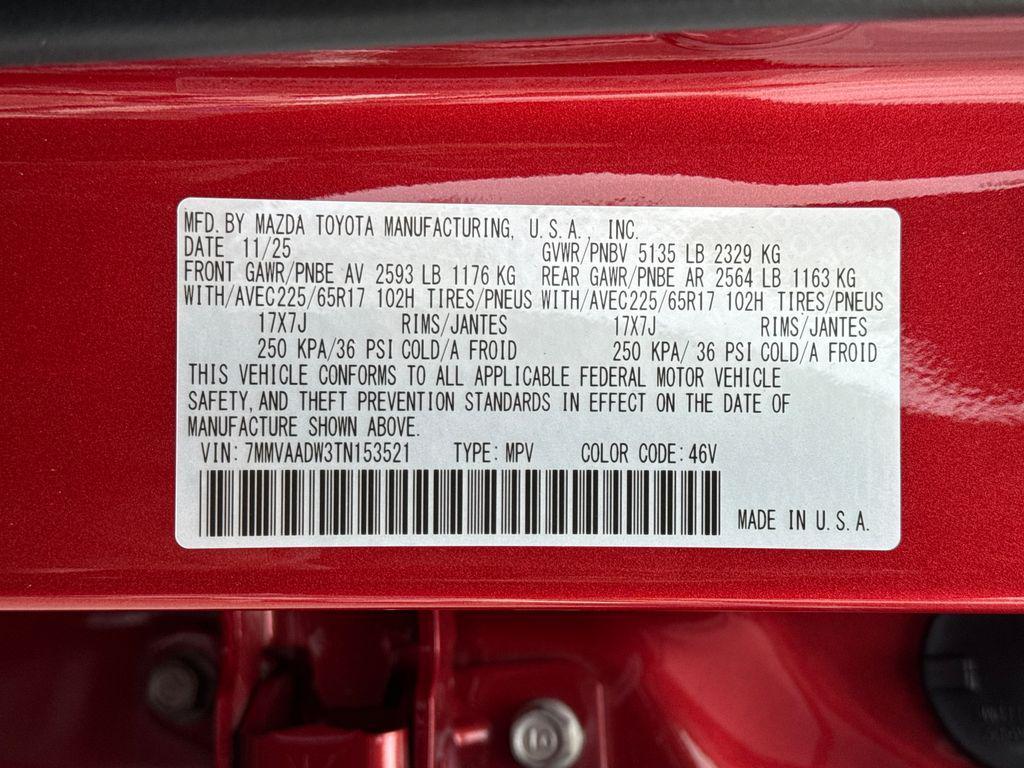 MFD. BY MAZDA TOYOTA MANUFACTURING, U.S.A., INC.
DATE 11/25 GVWR/PNBV 5135 LB 2329 KG
FRONT GAWR/PNBE AV 2593 LB 1176 KG REAR GAWR/PNBE AR 2564 LB 1163 KG
WITH/AVEC225/65R17 102H TIRES/PNEUS WITH/AVEC225/65R17 102H TIRES/PNEUS
17X7J RIMS/JANTES 17X7J RIMS/JANTES
250 KPA/36 PSI COLD/A FROID 250 KPA/ 36 PSI COLD/A FROID
THIS VEHICLE CONFORMS TO ALL APPLICABLE FEDERAL MOTOR VEHICLE
SAFETY, AND THEFT PREVENTION STANDARDS IN EFFECT ON THE DATE OF
MANUFACTURE SHOWN ABOVE.
VIN: 7MMVAADW3TN153521 TYPE: MPV COLOR CODE: 46V
MADE IN U.S.A.